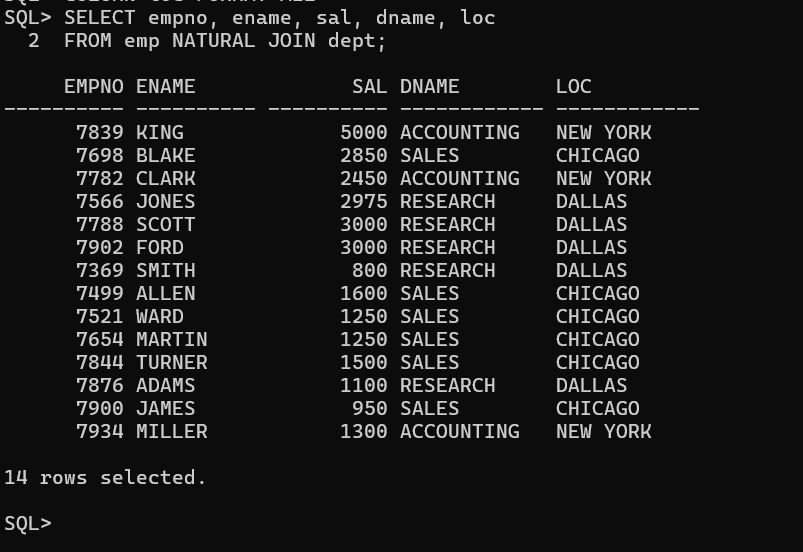 SQL> SELECT empno, ename, sal, dname, loc
  2  FROM emp NATURAL JOIN dept;
     EMPNO ENAME             SAL DNAME        LOC
---------- ---------- ---------- ------------ ------------
      7839 KING             5000 ACCOUNTING   NEW YORK
      7698 BLAKE            2850 SALES        CHICAGO
      7782 CLARK            2450 ACCOUNTING   NEW YORK
      7566 JONES            2975 RESEARCH     DALLAS
      7788 SCOTT            3000 RESEARCH     DALLAS
      7902 FORD             3000 RESEARCH     DALLAS
      7369 SMITH             800 RESEARCH     DALLAS
      7499 ALLEN            1600 SALES        CHICAGO
      7521 WARD             1250 SALES        CHICAGO
      7654 MARTIN           1250 SALES        CHICAGO
      7844 TURNER           1500 SALES        CHICAGO
      7876 ADAMS            1100 RESEARCH     DALLAS
      7900 JAMES             950 SALES        CHICAGO
      7934 MILLER           1300 ACCOUNTING   NEW YORK
14 rows selected.
SQL>